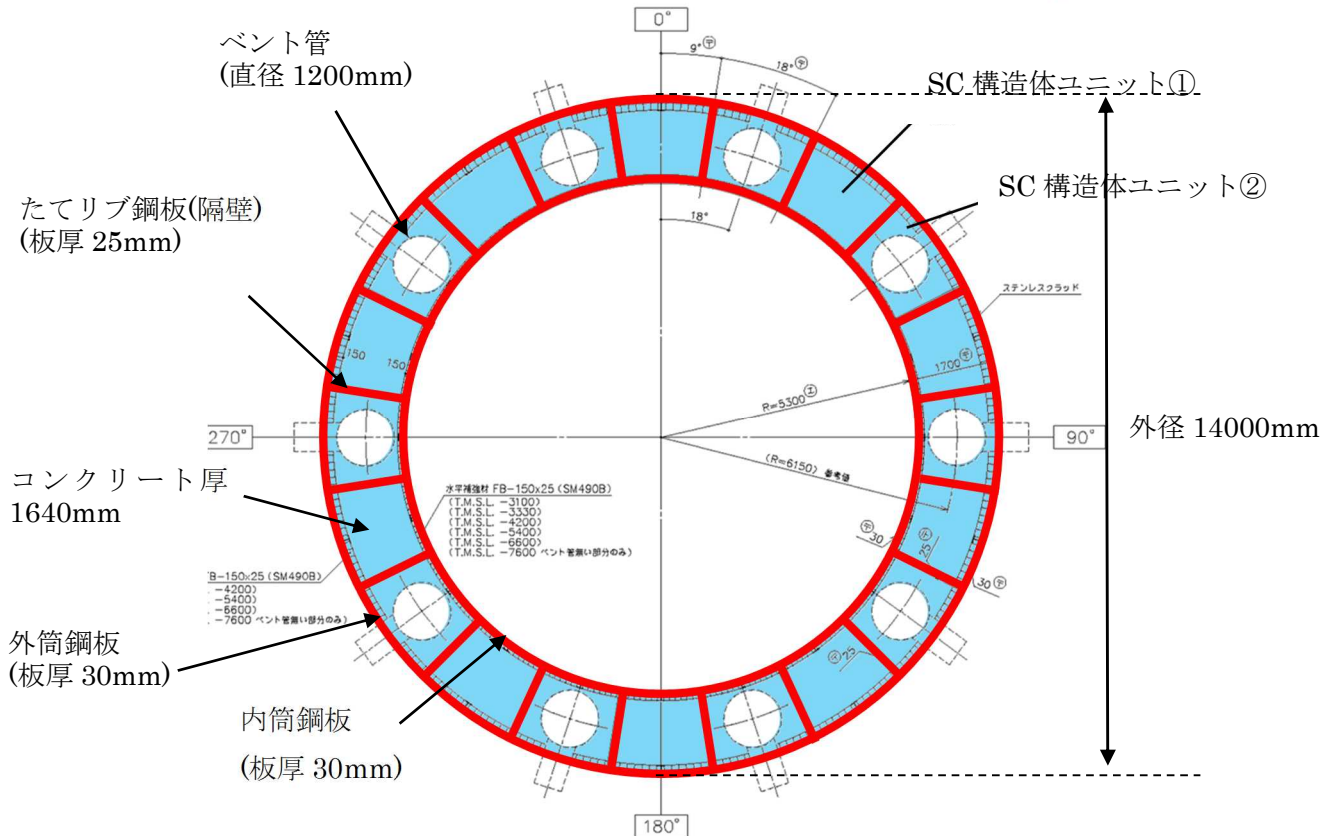 0°
ベント管
(直径 1200mm)
9°㋢
18°㋢
SC 構造体ユニット①
SC 構造体ユニット②
たてリブ鋼板(隔壁)
(板厚 25mm)
18°
ステンレスクラッド
150
150
1700
R=5300
270°
90°
外径 14000mm
(R=6150) 参考値
コンクリート厚
1640mm
水平補強材 FB-150x25 (SM490B)
(T.M.S.L. -3100)
(T.M.S.L. -3330)
(T.M.S.L. -4200)
(T.M.S.L. -5400)
(T.M.S.L. -6600)
(T.M.S.L. -7600 ベント管無い部分のみ)
30
25
30
B-150x25 (SM490B)
-4200)
-5400)
-6600)
-7600 ベント管無い部分のみ)
外筒鋼板
(板厚 30mm)
25
内筒鋼板
(板厚 30mm)
180°